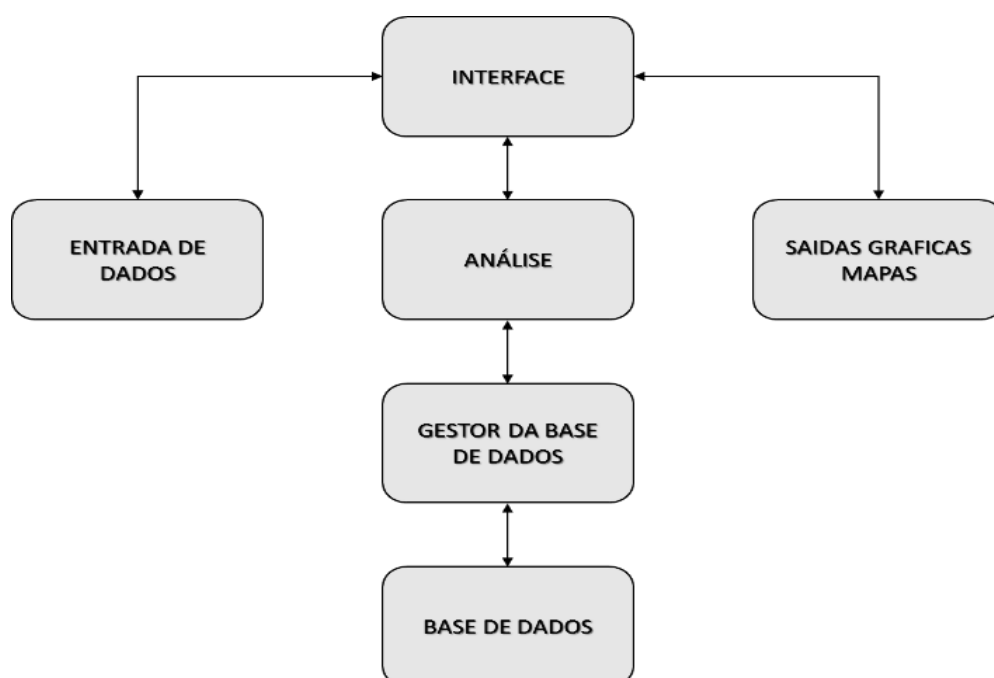 INTERFACE
ENTRADA DE
DADOS
ANÁLISE
SAIDAS GRAFICAS
MAPAS
GESTOR DA BASE
DE DADOS
BASE DE DADOS